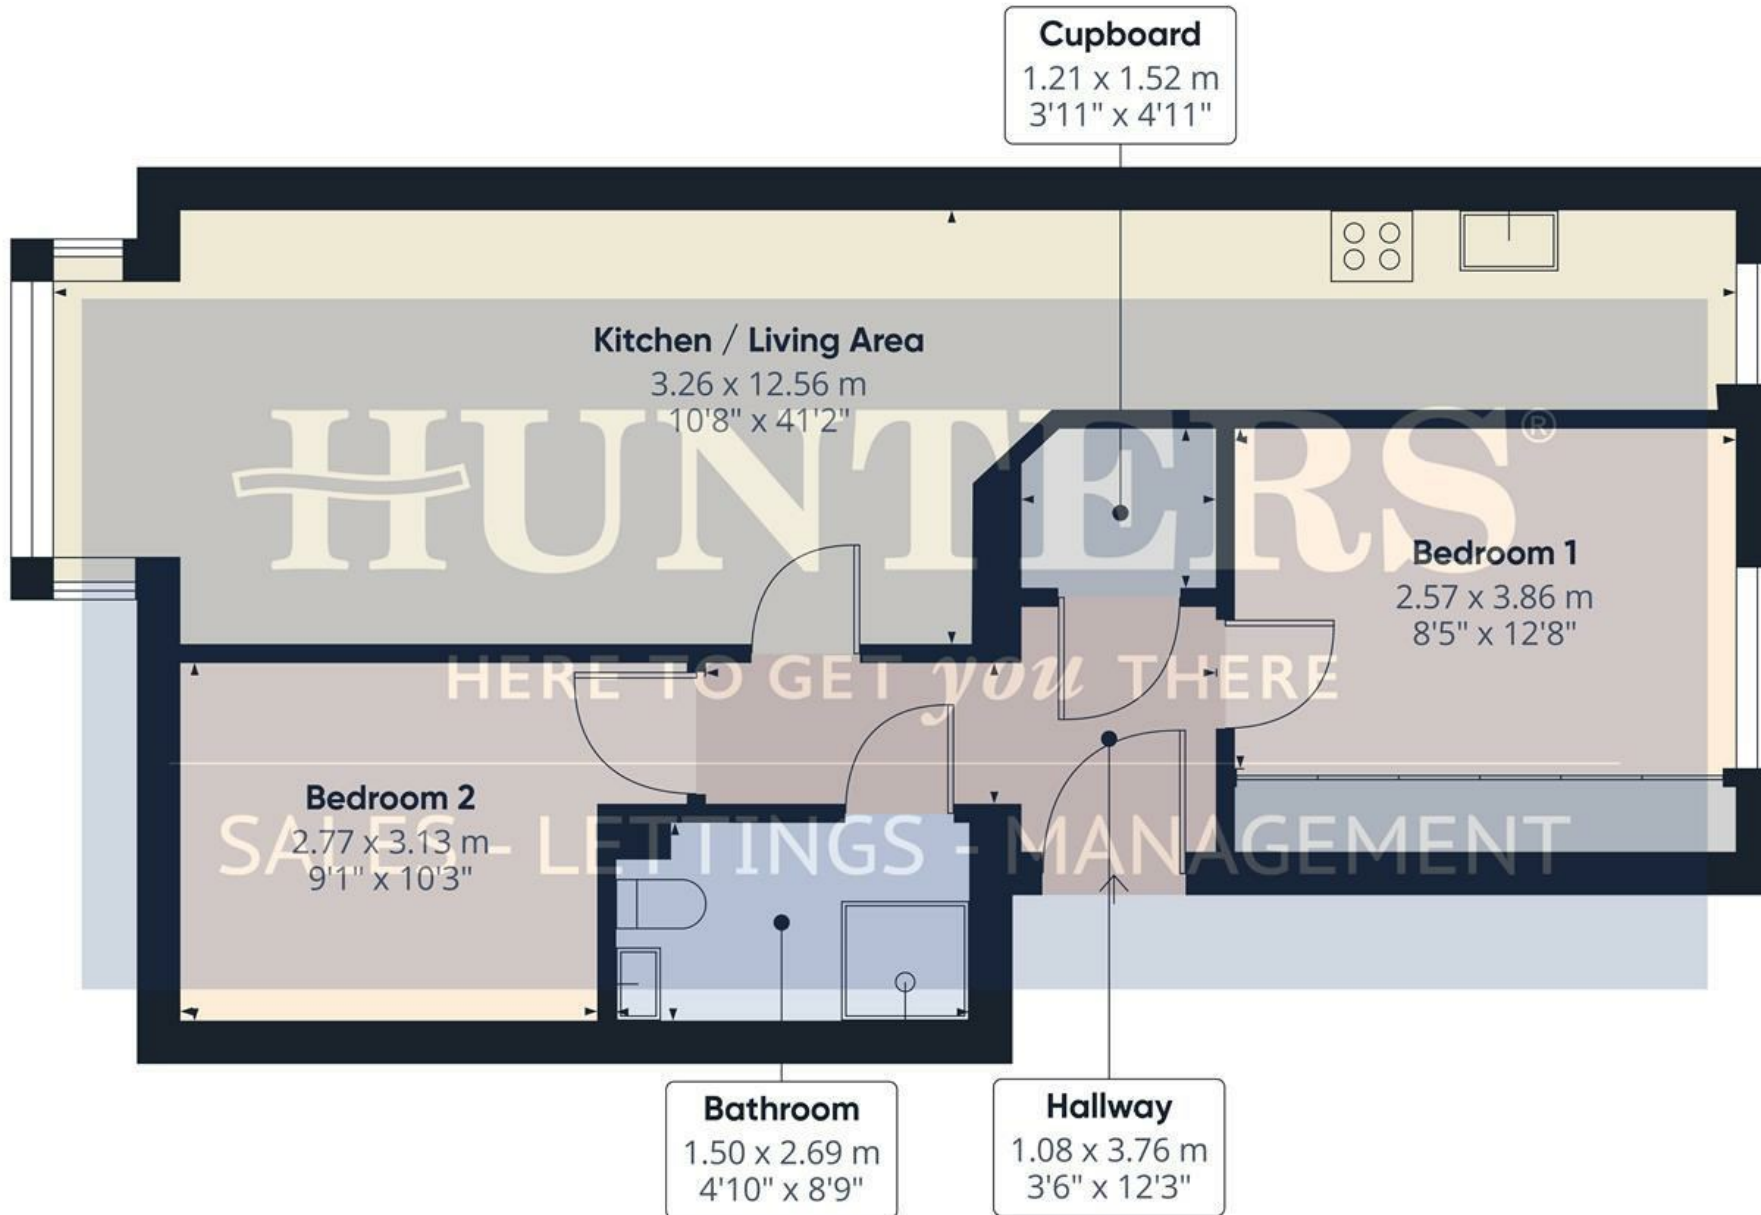 Cupboard
1.21 x 1.52 m
3'11" x 4'11"
Kitchen / Living Area
3.26 x 12.56 m
10'8" x 41'2"
HUNTERS®
HERE TO GET you THERE
SALES - LETTINGS - MANAGEMENT
Bedroom 1
2.57 x 3.86 m
8'5" x 12'8"
Bedroom 2
2.77 x 3.13 m
9'1" x 10'3"
Bathroom
1.50 x 2.69 m
4'10" x 8'9"
Hallway
1.08 x 3.76 m
3'6" x 12'3"